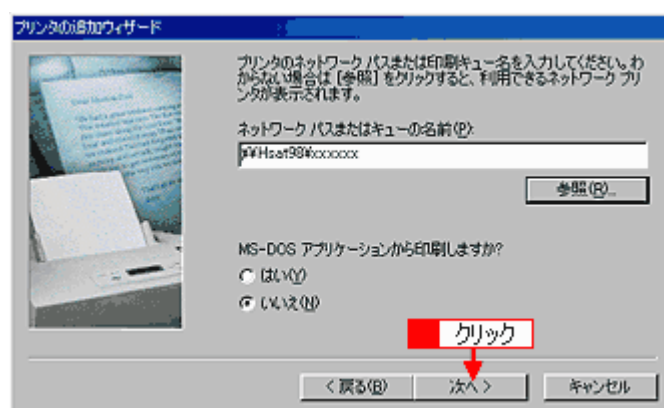 プリンタの追加ウィザード
プリンタのネットワーク パスまたは印刷キュー名を入力してください。わ
からない場合は [参照] をクリックすると、利用できるネットワーク プリ
ンタが表示されます。
ネットワーク パスまたはキューの名前(P):
¥¥Hsat98¥xxxxxx
参照(R)...
MS-DOS アプリケーションから印刷しますか?
はい(Y)
いいえ(N)
クリック
< 戻る(B)
次へ >
キャンセル